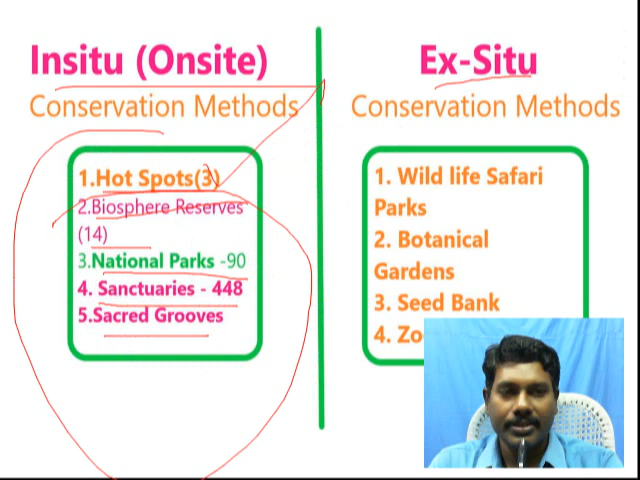 Insitu (Onsite)
Conservation Methods
1.Hot Spots(3)
2.Biosphere Reserves
(14)
3.National Parks -90
4. Sanctuaries - 448
5.Sacred Grooves
Ex-Situ
Conservation Methods
1. Wild life Safari
Parks
2. Botanical
Gardens
3. Seed Bank
4.